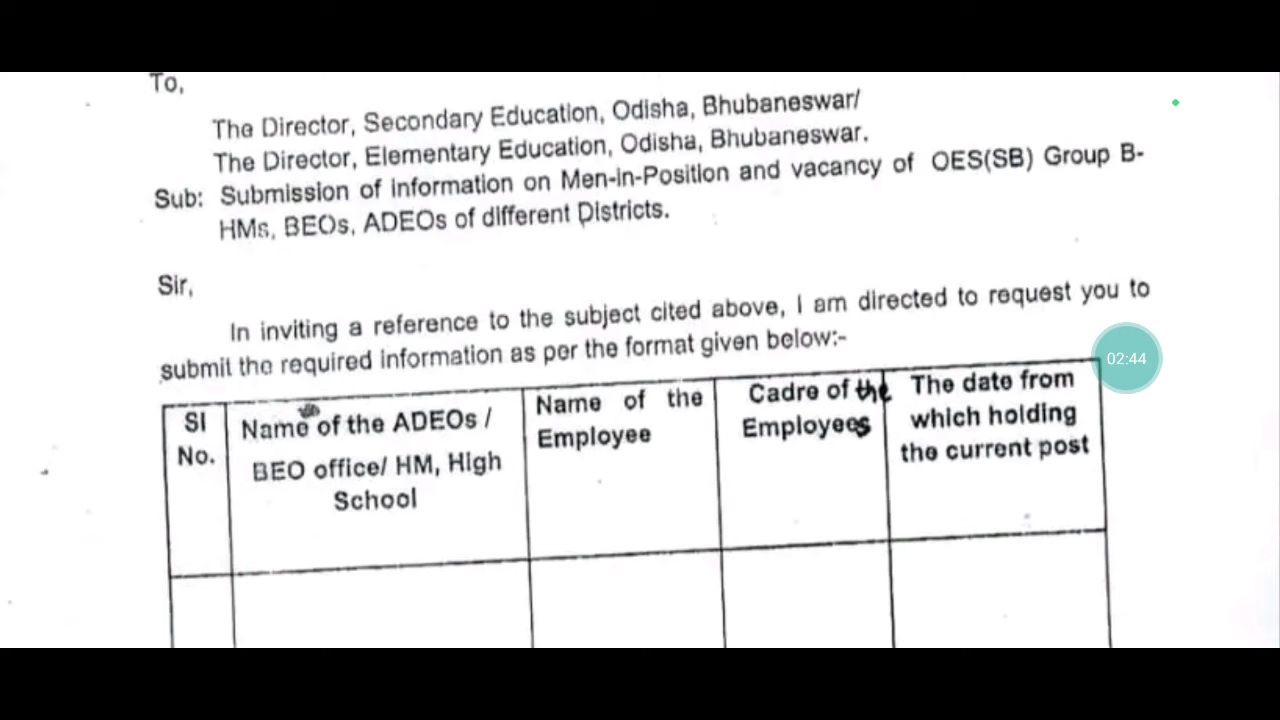 To,
The Director, Secondary Education, Odisha, Bhubaneswar/
The Director, Elementary Education, Odisha, Bhubaneswar.
Sub: Submission of information on Men-in-Position and vacancy of OES(SB) Group B-
HMs, BEOs, ADEOs of different Districts.
Sir,
In inviting a reference to the subject cited above, I am directed to request you to
submit the required information as per the format given below:-
02:44
Sl No.
Name of the ADEOs / BEO office/ HM, High School
Name of the Employee
Cadre of the Employees
The date from which holding the current post